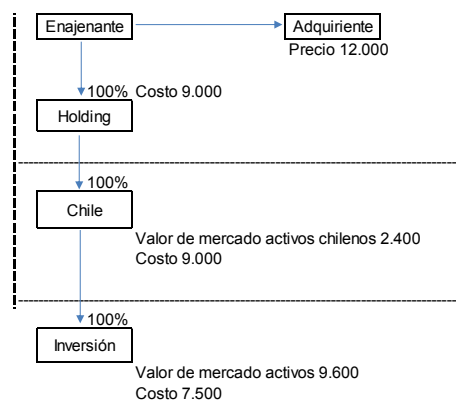 Enajenante
Adquiriente
Precio 12.000
100% Costo 9.000
Holding
100%
Chile
Valor de mercado activos chilenos 2.400
Costo 9.000
100%
Inversión
Valor de mercado activos 9.600
Costo 7.500